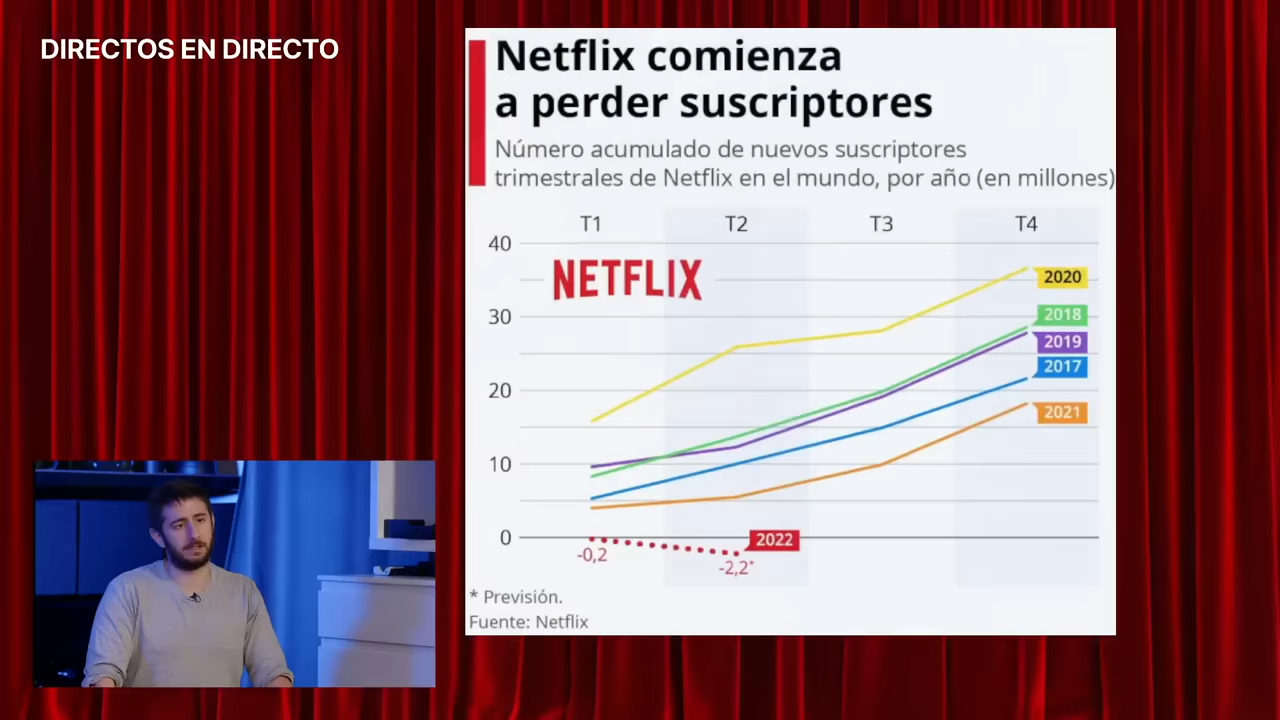 DIRECTOS EN DIRECTO
Netflix comienza
a perder suscriptores
Número acumulado de nuevos suscriptores
trimestrales de Netflix en el mundo, por año (en millones)
T1 T2 T3 T4
40
NETFLIX
2020
30
2018
2019
2017
20
2021
10
0
2022
-0,2
-2,2*
* Previsión.
Fuente: Netflix